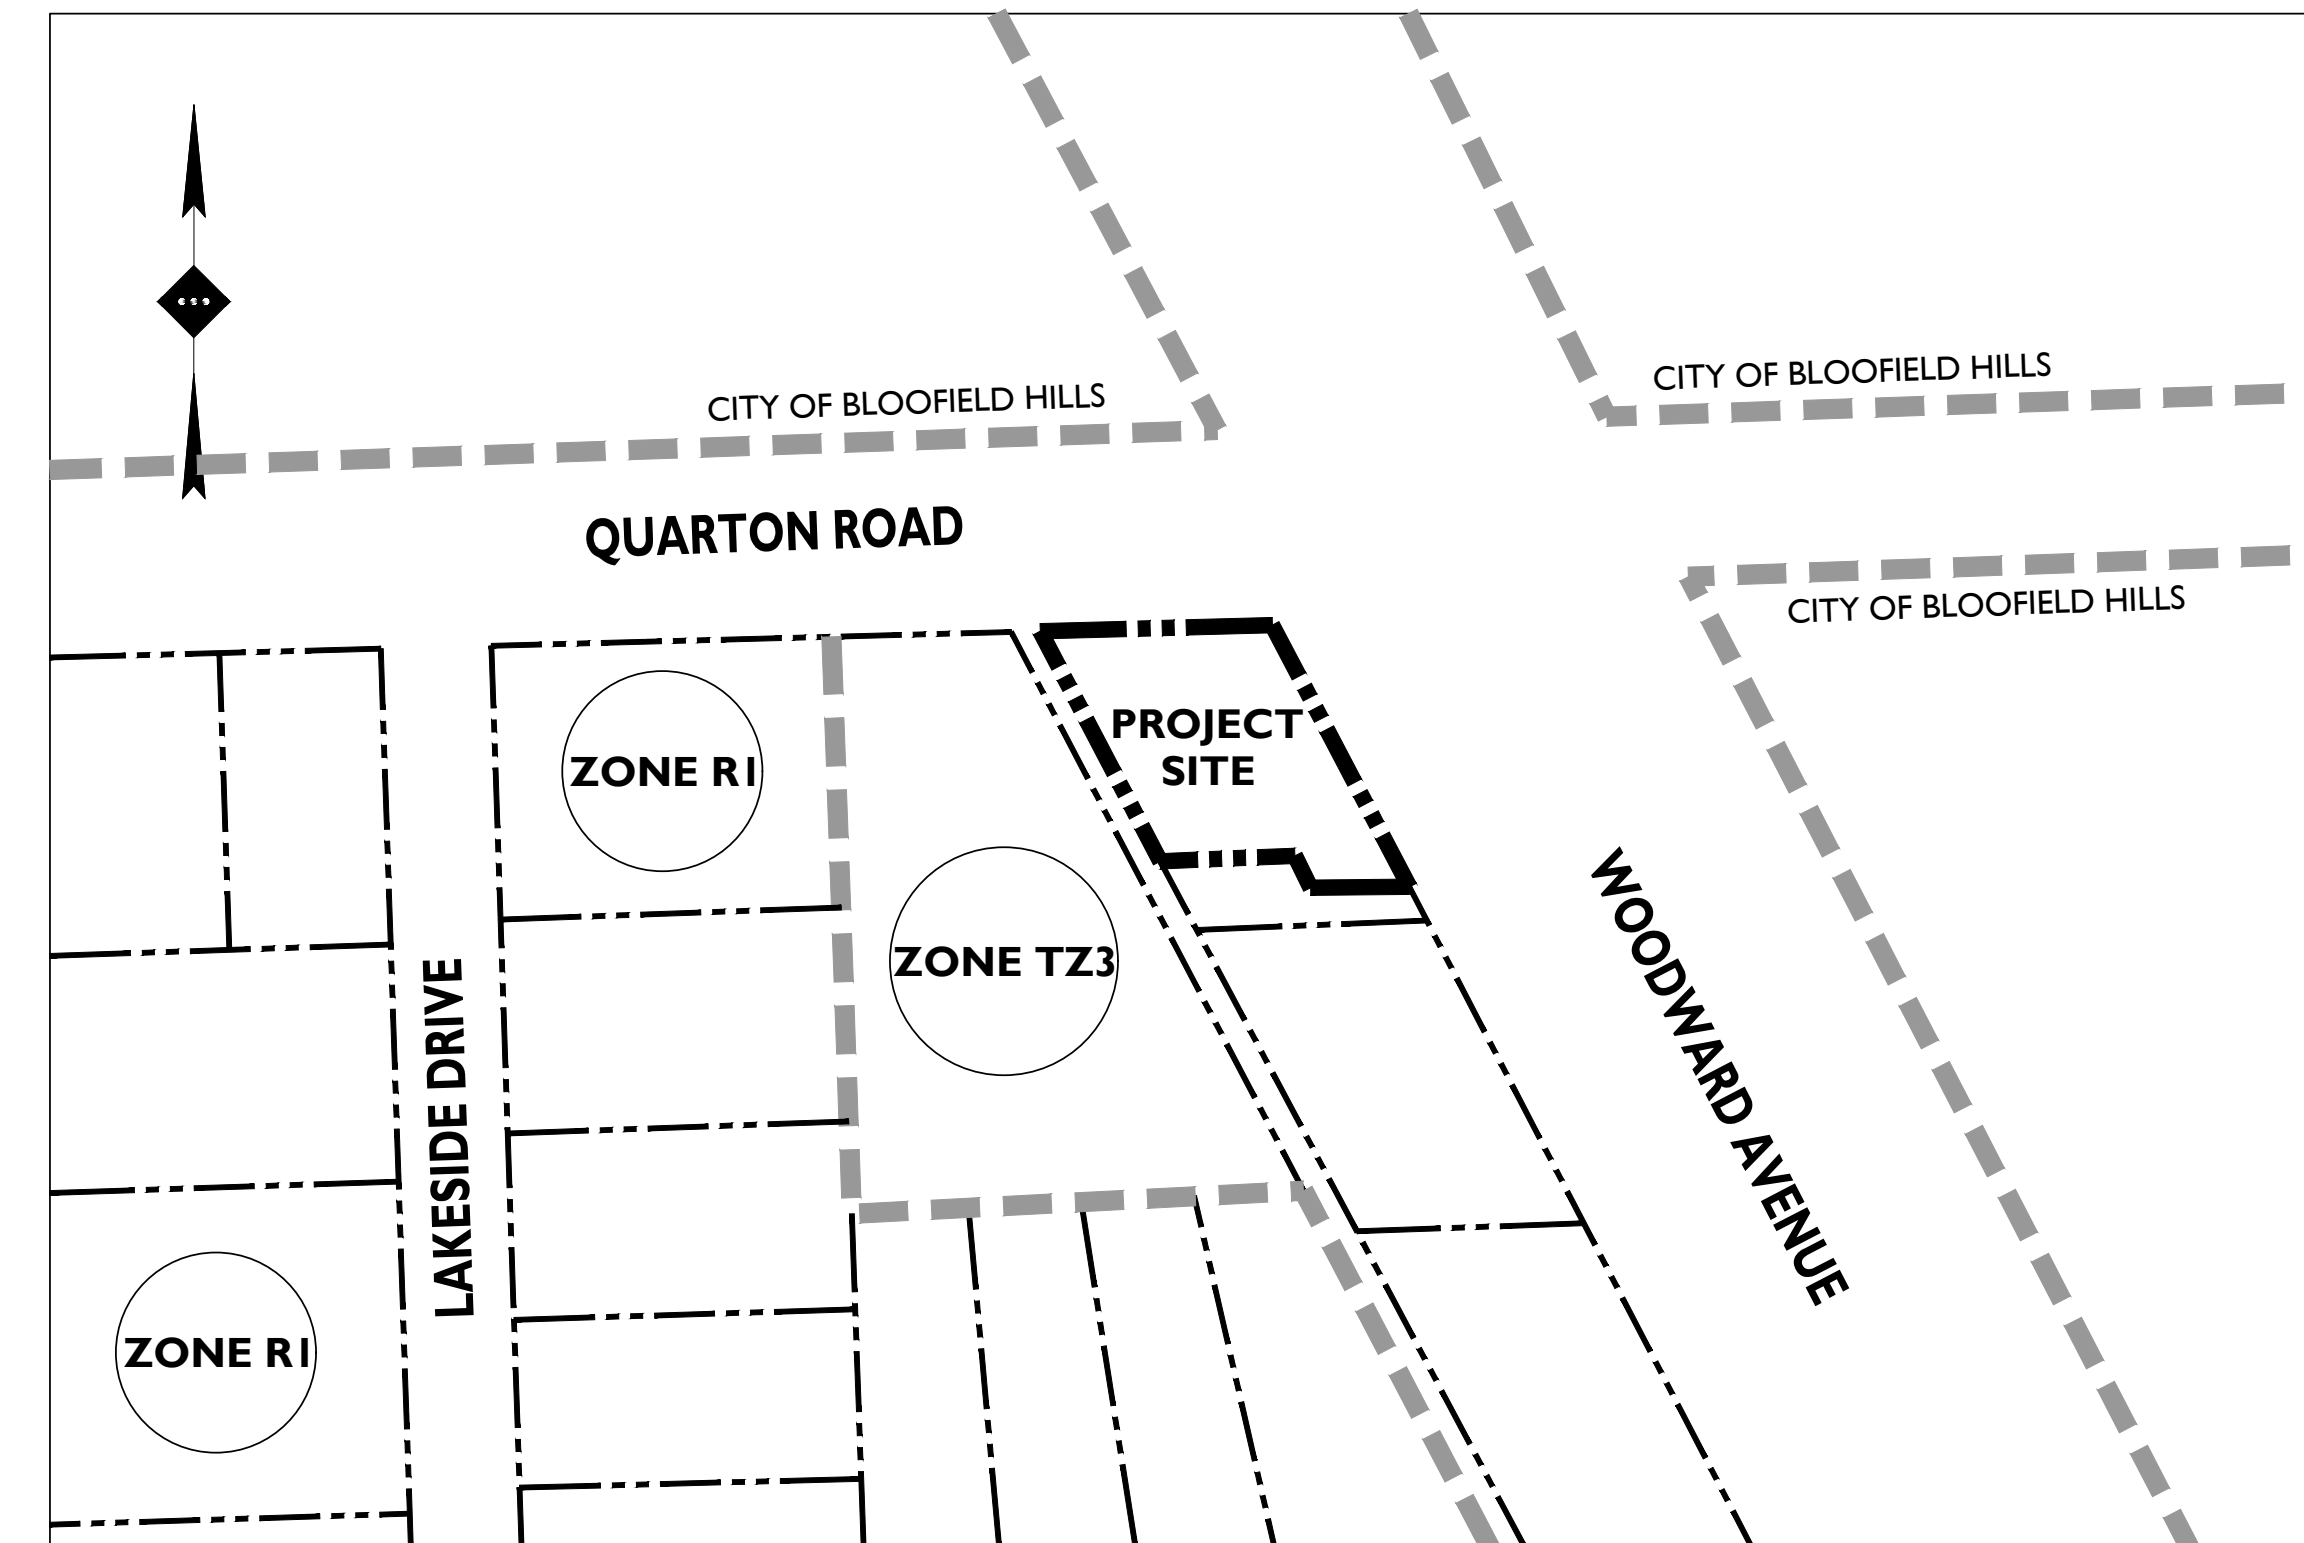 CITY OF BLOOFIELD HILLS
CITY OF BLOOFIELD HILLS
QUARTON ROAD
CITY OF BLOOFIELD HILLS
PROJECT
SITE
ZONE R1
ZONE TZ3
WOODWARD AVENUE
LAKESIDE DRIVE
ZONE R1